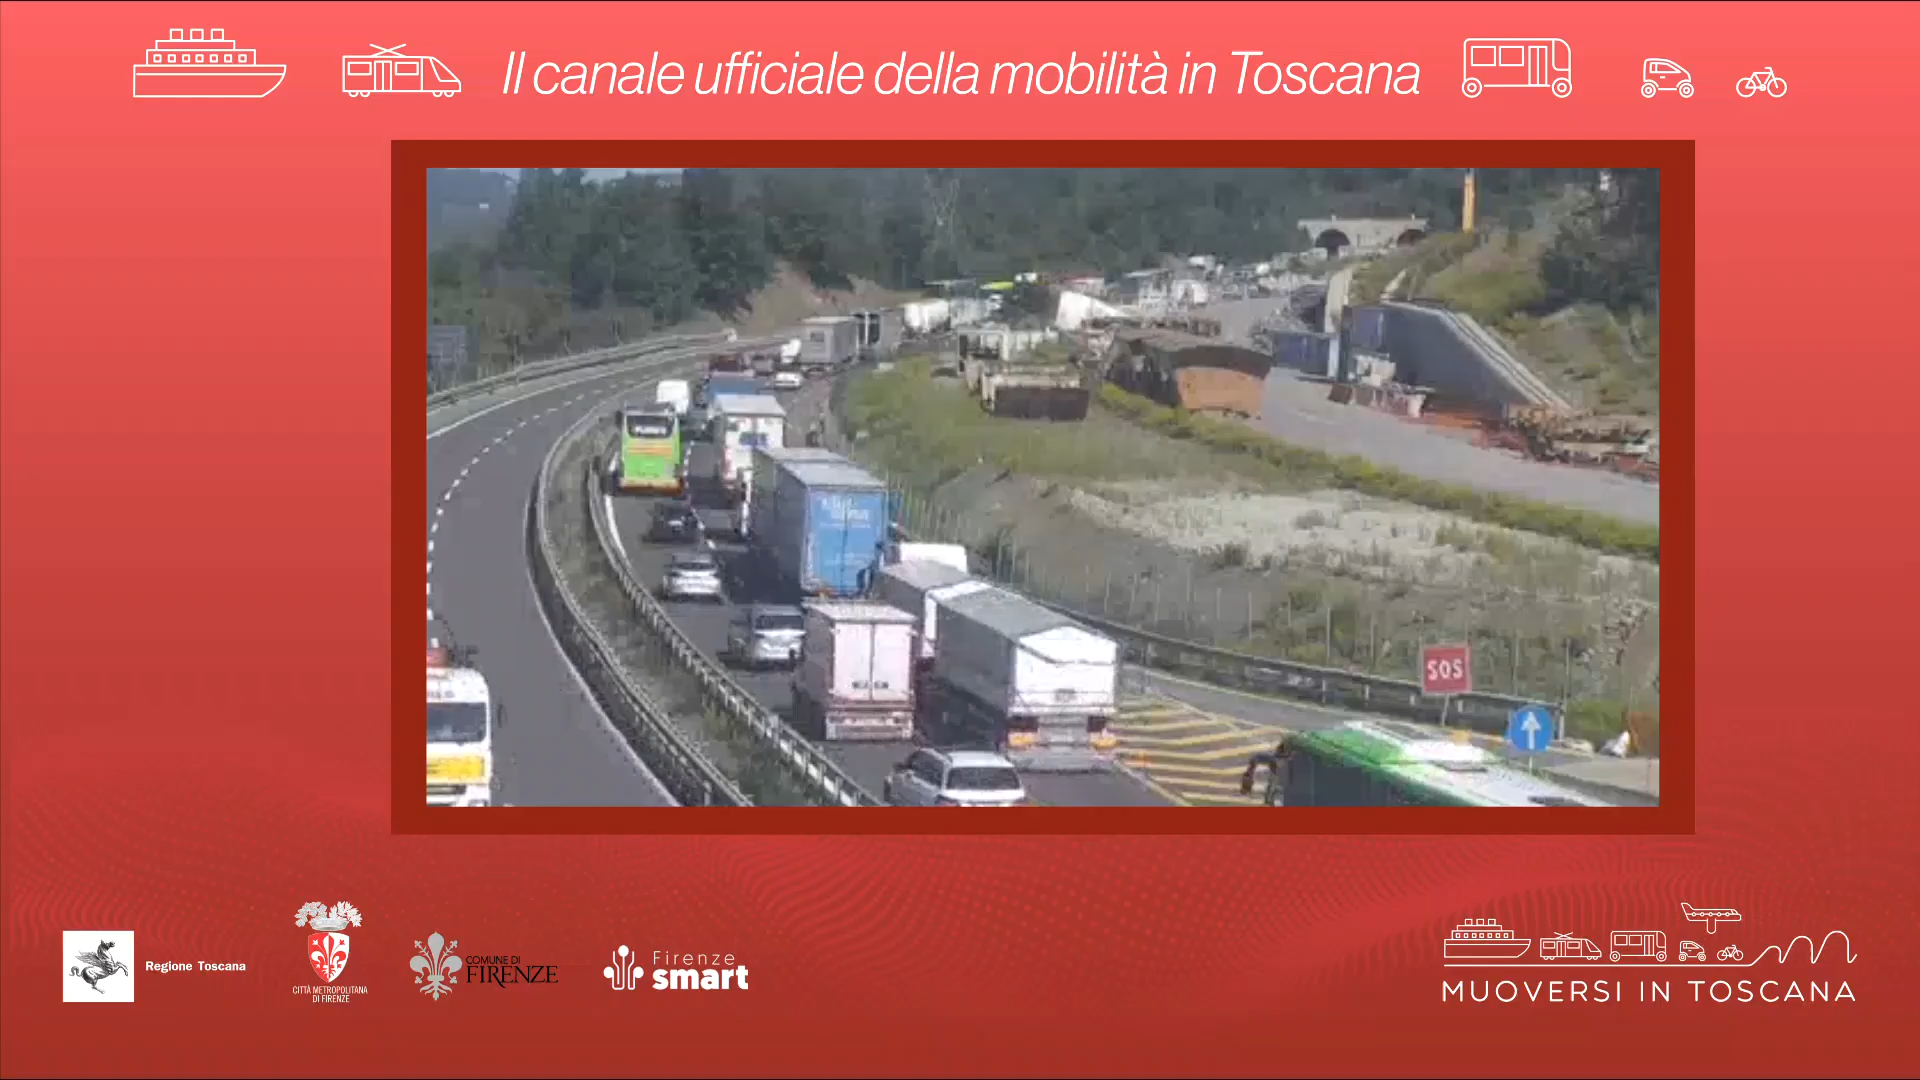 Il canale ufficiale della mobilità in Toscana
SOS
Regione Toscana
CITTÀ METROPOLITANA
DI FIRENZE
COMUNE DI
FIRENZE
Firenze
smart
MUOVERSI IN TOSCANA